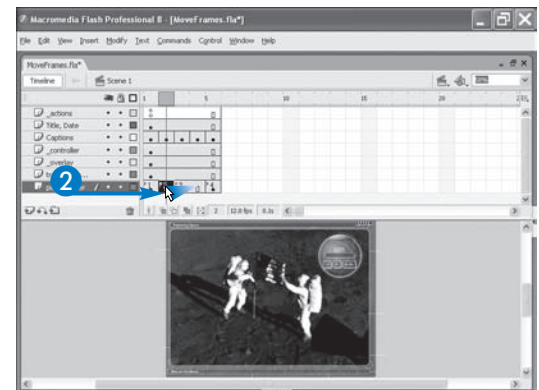 Macromedia Flash Professional 8 - [MoveFrames.fla*]
File Edit View Insert Modify Text Commands Control Window Help
MoveFrames.fla*
Timeline Scene 1
1 5 10 15 20
_actions
Title, Date
Captions
_controller
_overlay
2
2 12.0 fps 0.1s